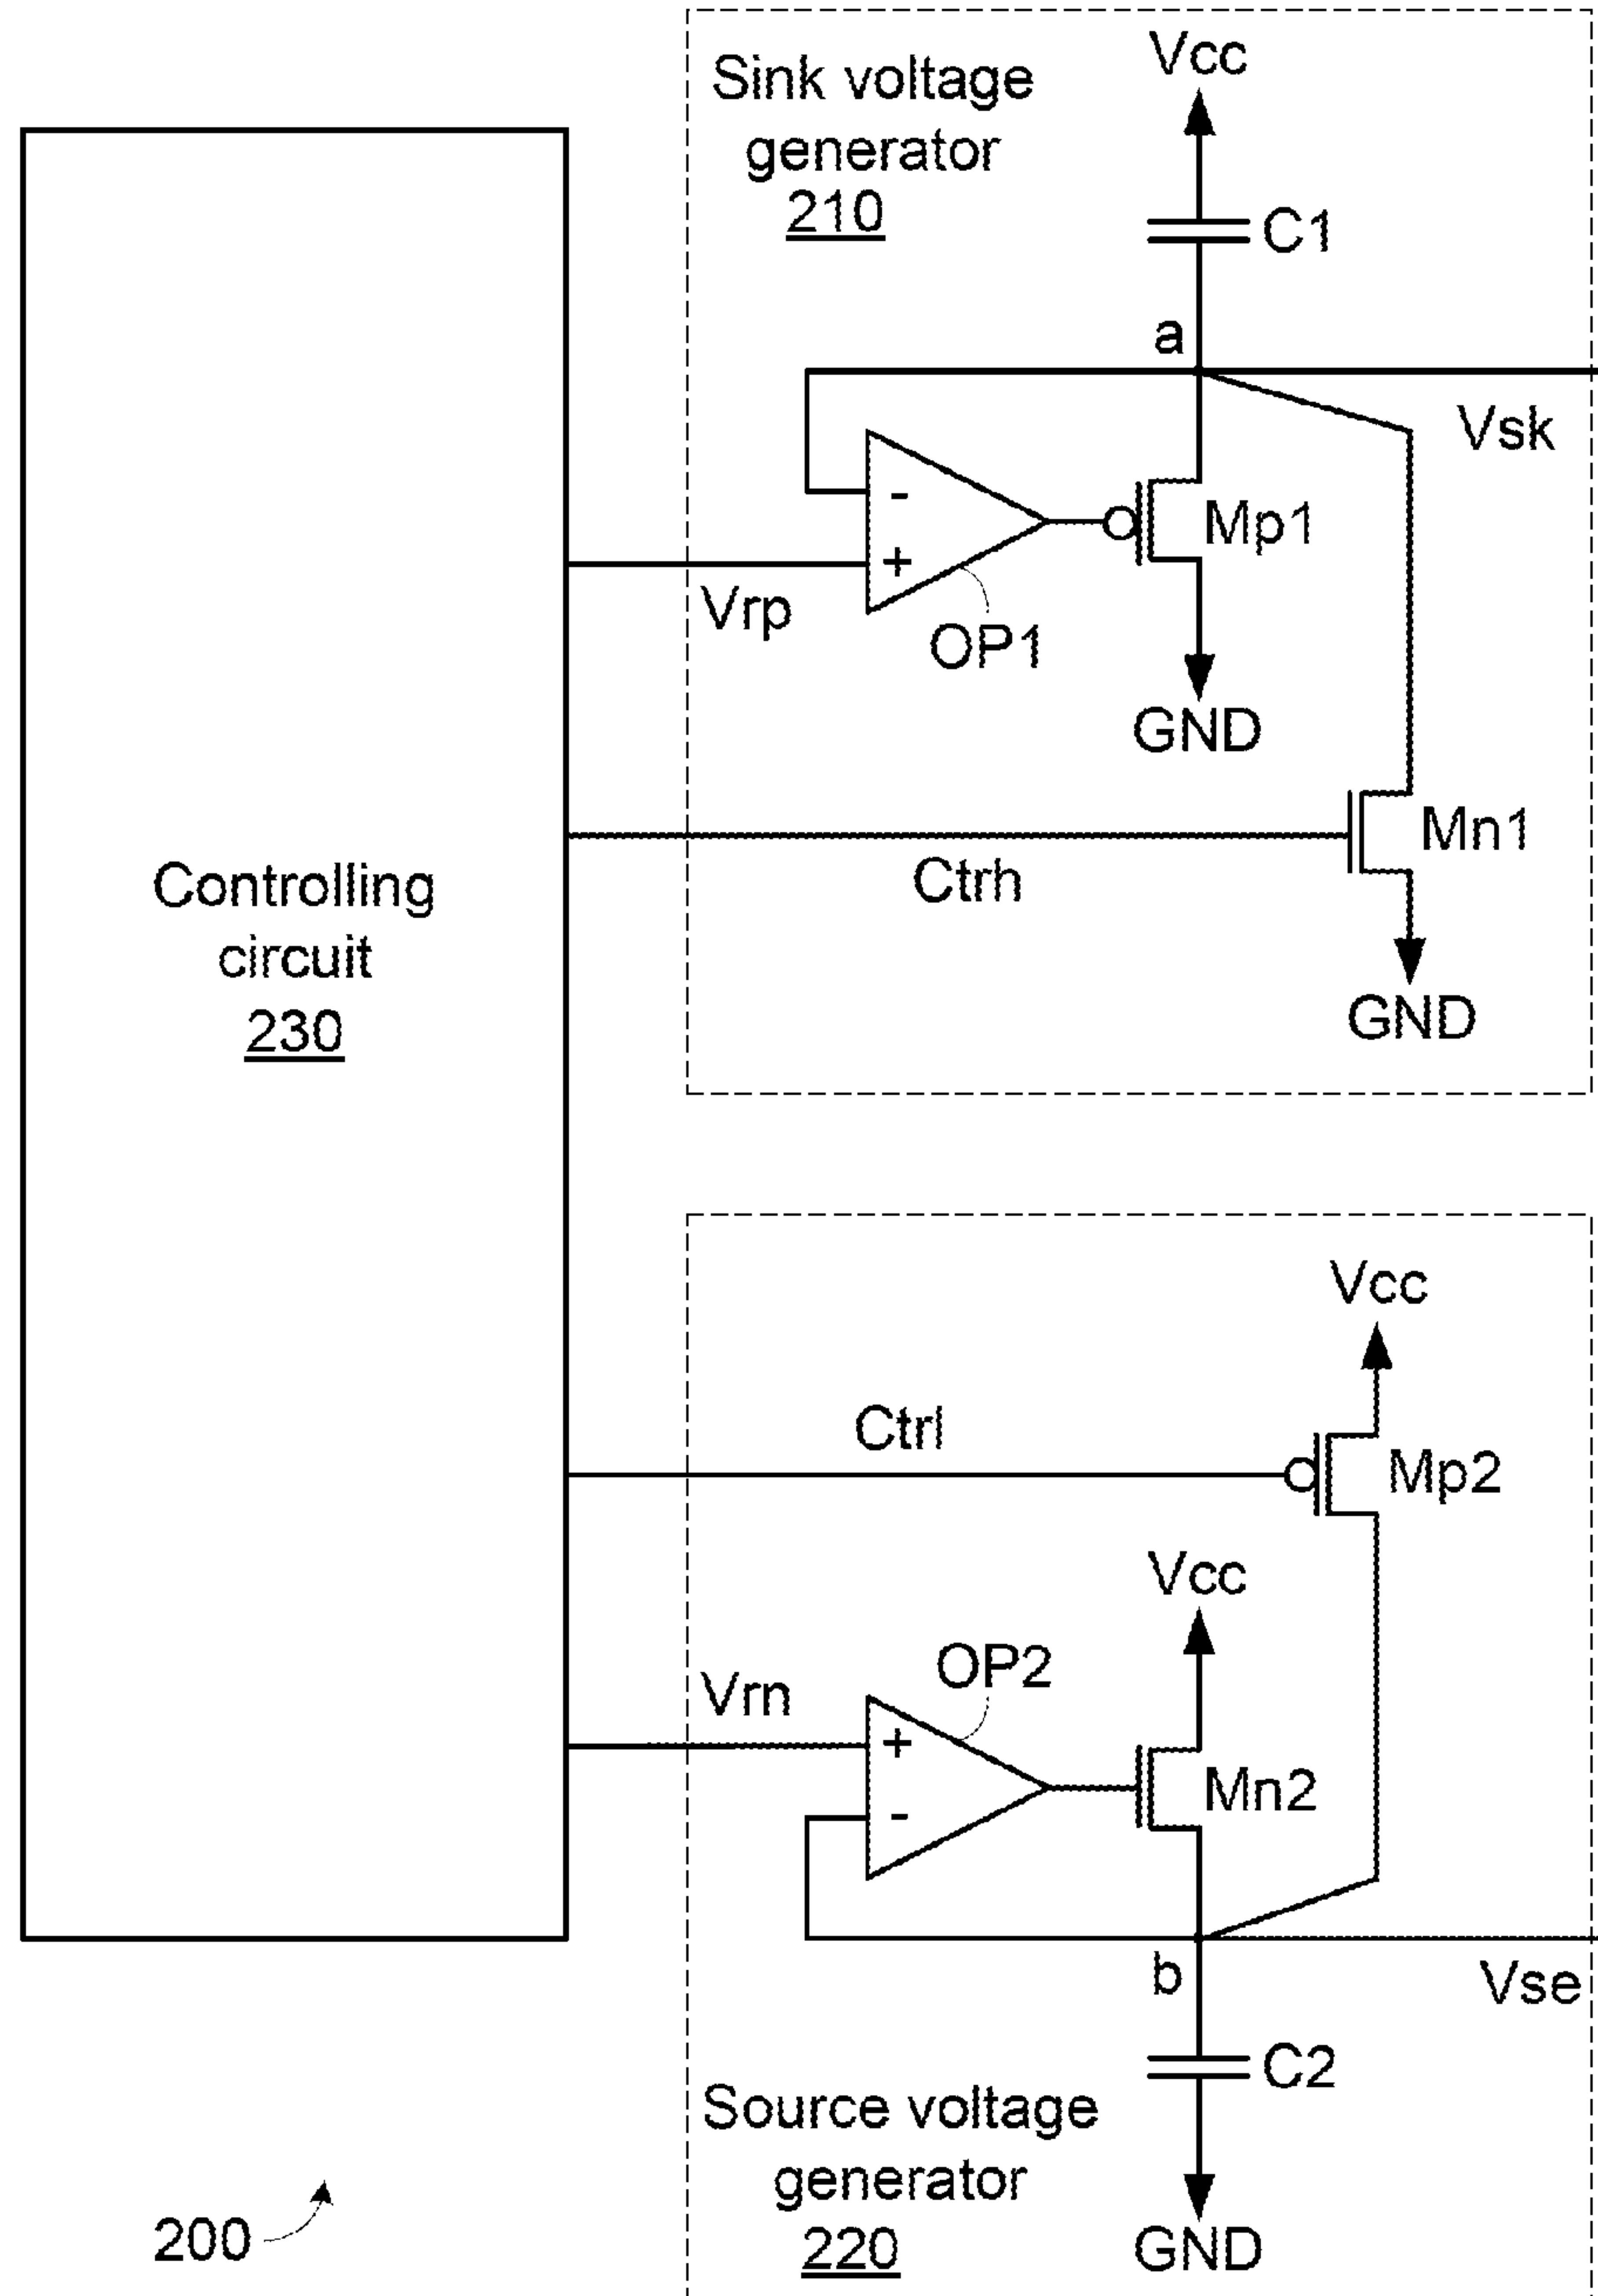 Vcc
Sink voltage
generator
210
C1
a
Vsk
-
Mp1
+
Vrp
OP1
GND
Mn1
Ctrh
Controlling
circuit
230
GND
Vcc
Ctrl
Mp2
Vcc
OP2
Vrn
+
Mn2
-
b
Vse
C2
Source voltage
generator
220
GND
200